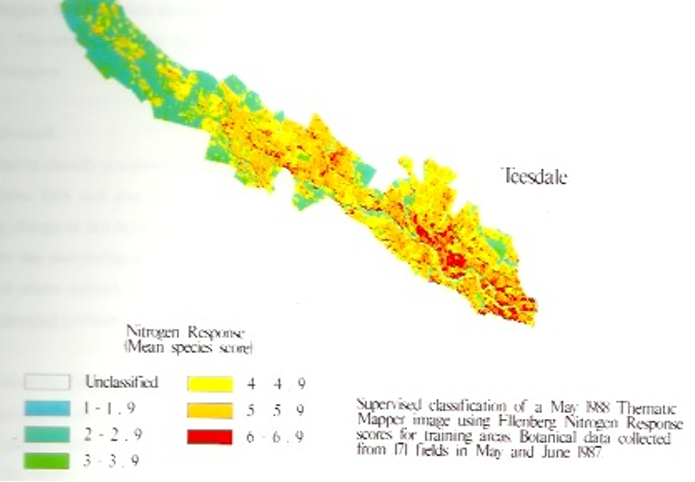 Teesdale
Nitrogen Response
(Mean species score)
Unclassified
1 - 1 . 9
2 - 2 . 9
3 - 3 . 9
4 4 . 9
5 5 . 9
6 - 6 . 9
Supervised classification of a May 1988 Thematic
Mapper image using Ellenberg Nitrogen Response
scores for training areas. Botanical data collected
from 171 fields in May and June 1987.